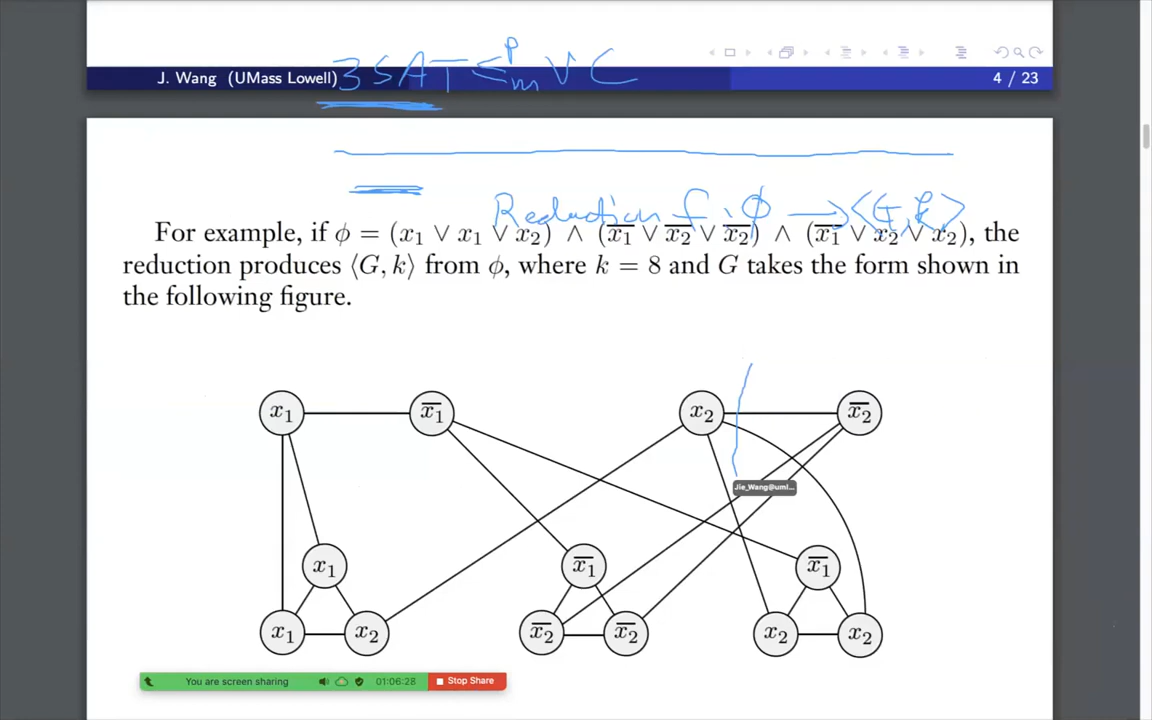 3SAT ≤ᵖₘ VC
J. Wang (UMass Lowell) 4 / 23
Reduction f : ϕ → ⟨G, k⟩
For example, if ϕ = (x₁ ∨ x₁ ∨ x₂) ∧ (x̅₁ ∨ x̅₂ ∨ x̅₂) ∧ (x̅₁ ∨ x₂ ∨ x₂), the
reduction produces ⟨G, k⟩ from ϕ, where k = 8 and G takes the form shown in
the following figure.
x₁ x̅₁ x₂ x̅₂
Jie_Wang@uml...
x₁ x̅₁ x̅₁
x₁ x₂ x̅₂ x̅₂ x₂ x₂
You are screen sharing 01:06:28 Stop Share